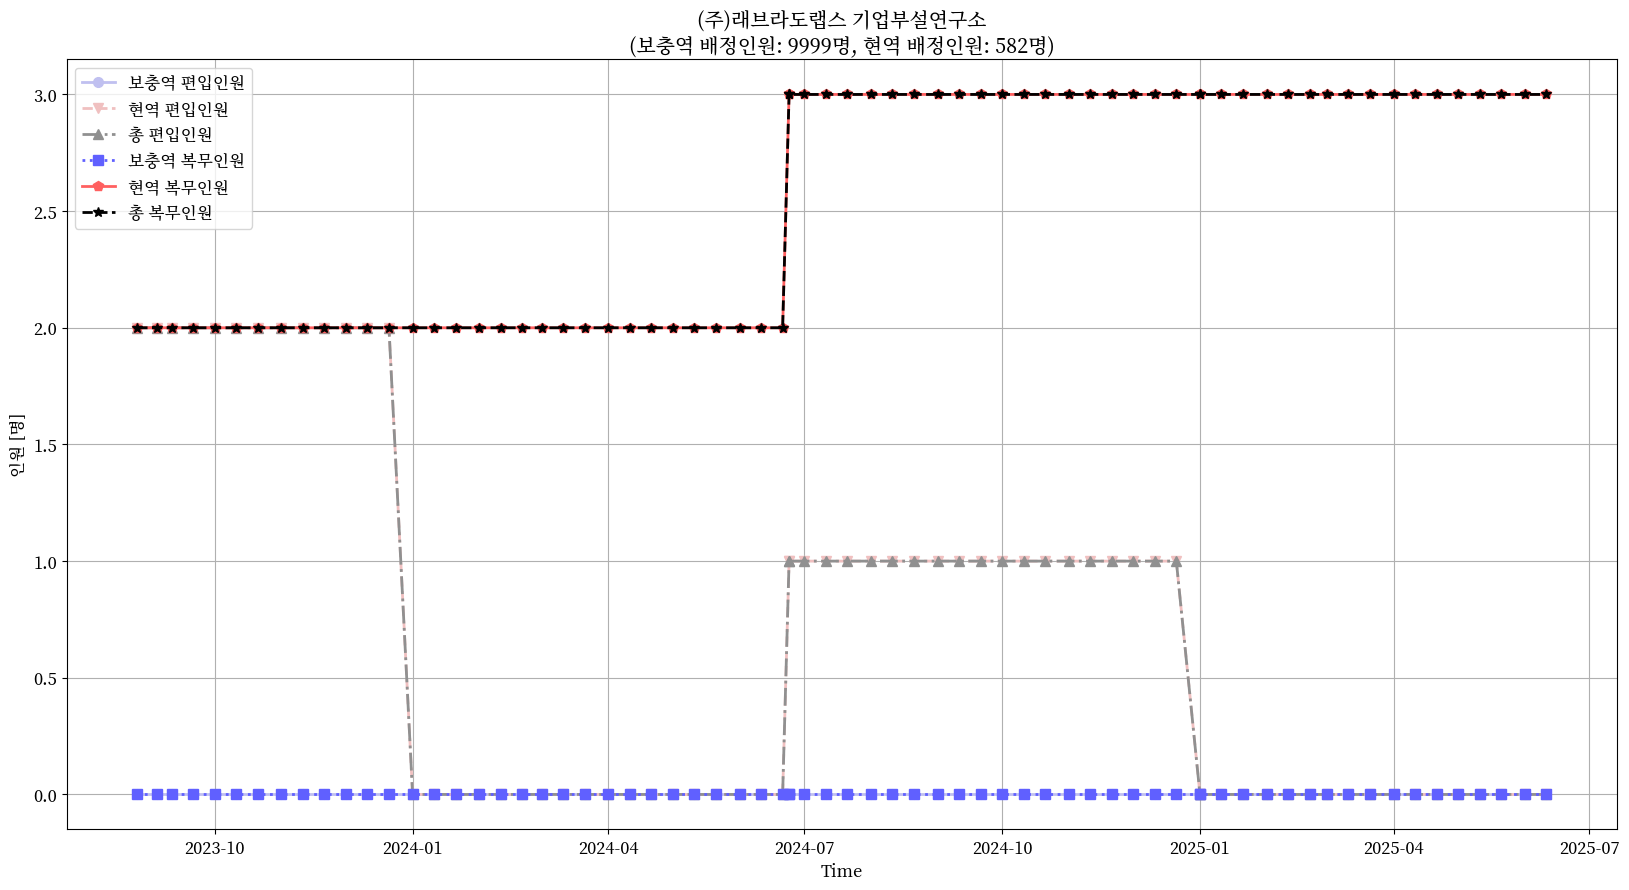 (주)래브라도랩스 기업부설연구소
(보충역 배정인원: 9999명, 현역 배정인원: 582명)
보충역 편입인원
현역 편입인원
총 편입인원
보충역 복무인원
현역 복무인원
총 복무인원
3.0
2.5
2.0
1.5
1.0
0.5
0.0
인원 [명]
2023-10
2024-01
2024-04
2024-07
2024-10
2025-01
2025-04
2025-07
Time